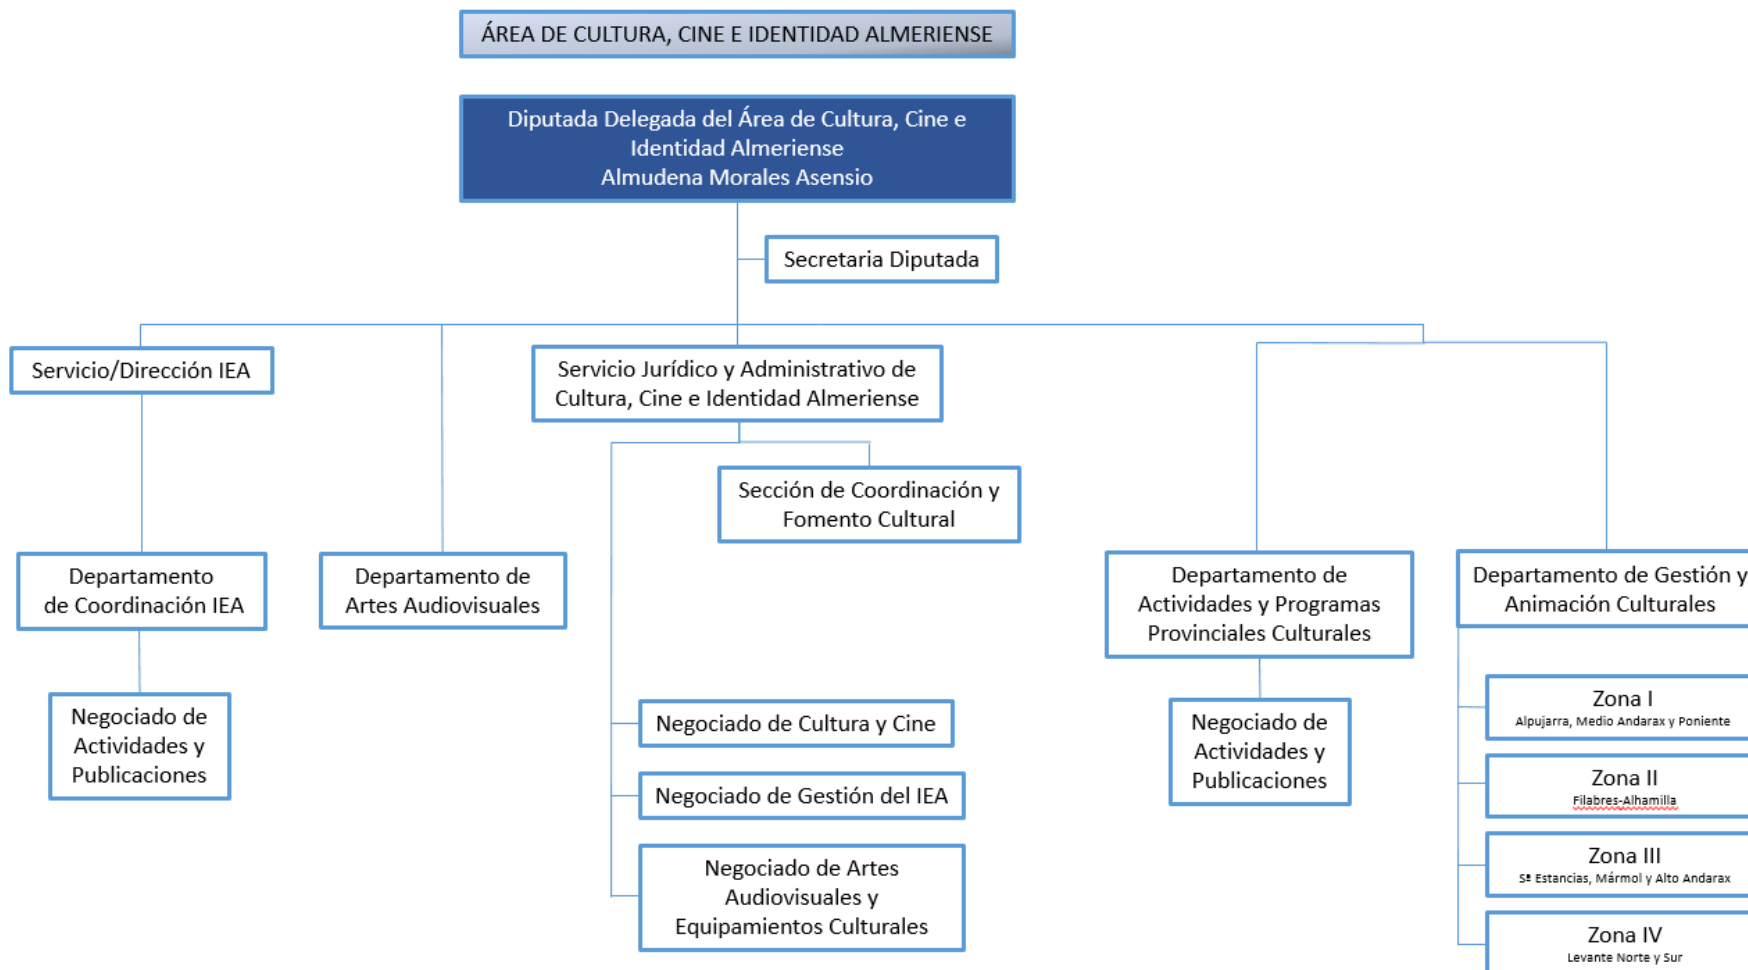 ÁREA DE CULTURA, CINE E IDENTIDAD ALMERIENSE
Diputada Delegada del Área de Cultura, Cine e
Identidad Almeriense
Almudena Morales Asensio
Secretaria Diputada
Servicio/Dirección IEA
Servicio Jurídico y Administrativo de
Cultura, Cine e Identidad Almeriense
Sección de Coordinación y
Fomento Cultural
Departamento
de Coordinación IEA
Departamento de
Artes Audiovisuales
Departamento de
Actividades y Programas
Provinciales Culturales
Departamento de Gestión y
Animación Culturales
Negociado de
Actividades y
Publicaciones
Negociado de Cultura y Cine
Negociado de Gestión del IEA
Negociado de Artes
Audiovisuales y
Equipamientos Culturales
Negociado de
Actividades y
Publicaciones
Zona I
Alpujarra, Medio Andarax y Poniente
Zona II
Filabres-Alhamilla
Zona III
Sª Estancias, Mármol y Alto Andarax
Zona IV
Levante Norte y Sur